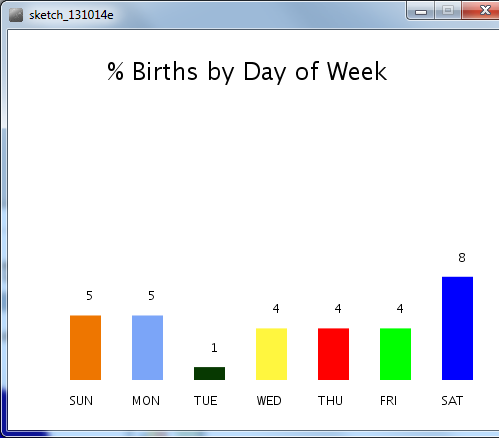 sketch_131014e
% Births by Day of Week
8
5 5
4 4 4
1
SUN MON TUE WED THU FRI SAT